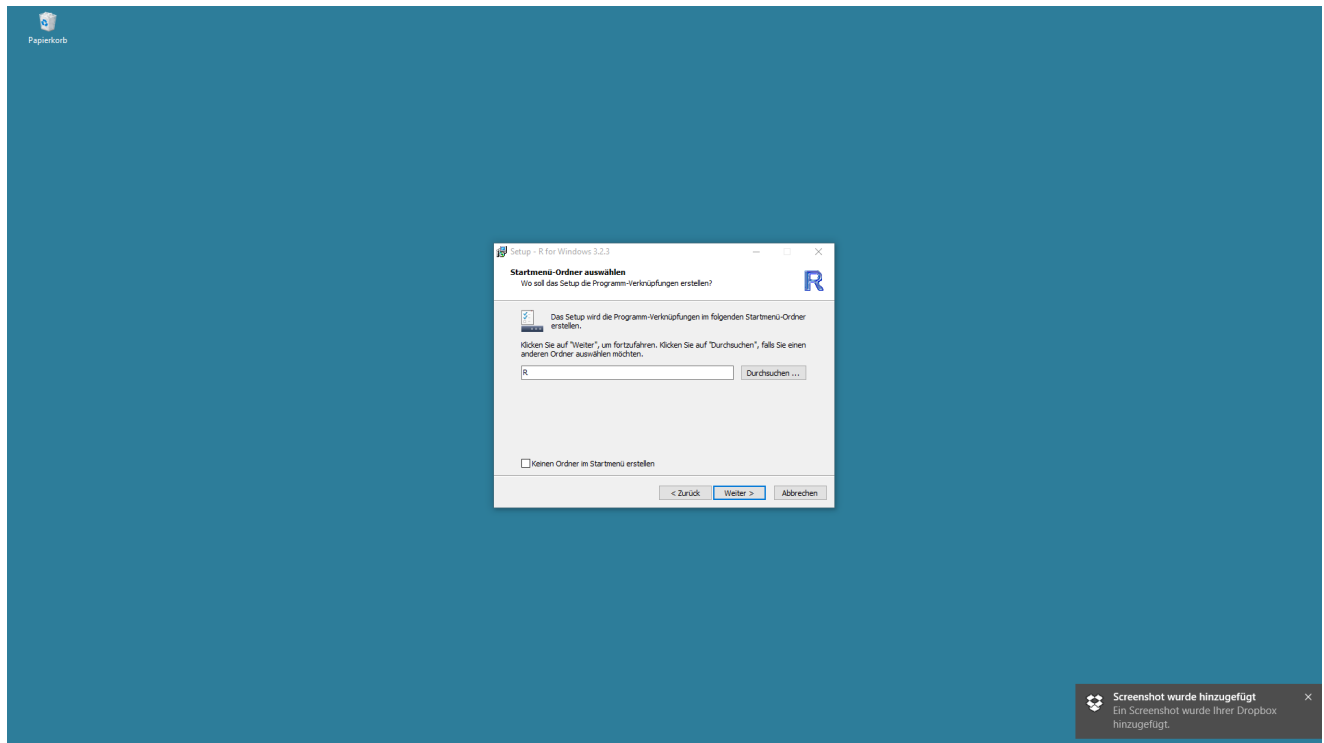 Papierkorb
Setup - R for Windows 3.2.3
Startmenü-Ordner auswählen
Wo soll das Setup die Programm-Verknüpfungen erstellen?
R
Das Setup wird die Programm-Verknüpfungen im folgenden Startmenü-Ordner
erstellen.
Klicken Sie auf "Weiter", um fortzufahren. Klicken Sie auf "Durchsuchen", falls Sie einen
anderen Ordner auswählen möchten.
R
Durchsuchen ...
Keinen Ordner im Startmenü erstellen
< Zurück
Weiter >
Abbrechen
Screenshot wurde hinzugefügt
Ein Screenshot wurde Ihrer Dropbox
hinzugefügt.